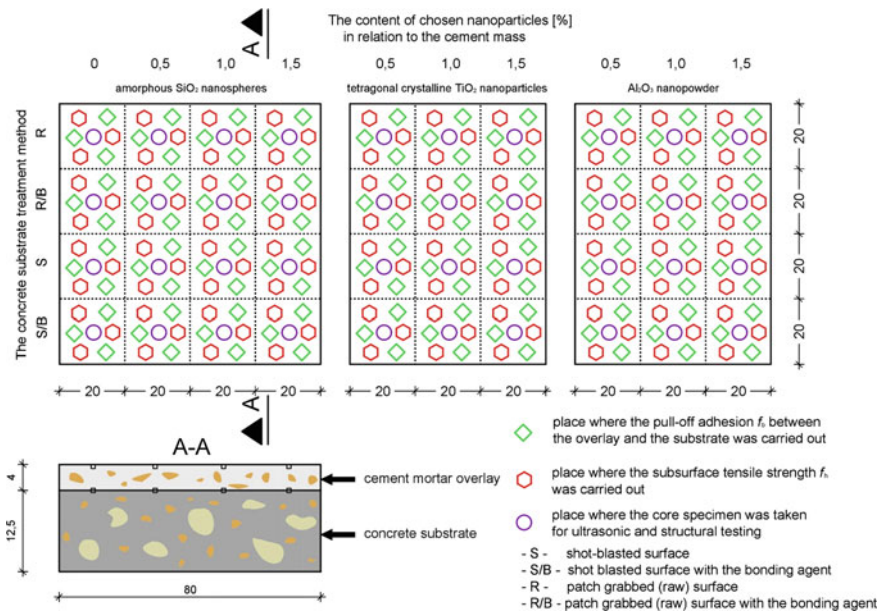 The content of chosen nanoparticles [%]
in relation to the cement mass
A
0 0,5 1,0 1,5 0,5 1,0 1,5 0,5 1,0 1,5
amorphous SiO₂ nanospheres tetragonal crystalline TiO₂ nanoparticles Al₂O₃ nanopowder
The concrete substrate treatment method
R
R/B
S
S/B
20
20
20
20
20 20 20 20 20 20 20 20 20 20
A
A-A
4
12,5
80
cement mortar overlay
concrete substrate
place where the pull-off adhesion fb between
the overlay and the substrate was carried out
place where the subsurface tensile strength fh
was carried out
place where the core specimen was taken
for ultrasonic and structural testing
- S - shot-blasted surface
- S/B - shot blasted surface with the bonding agent
- R - patch grabbed (raw) surface
- R/B - patch grabbed (raw) surface with the bonding agent